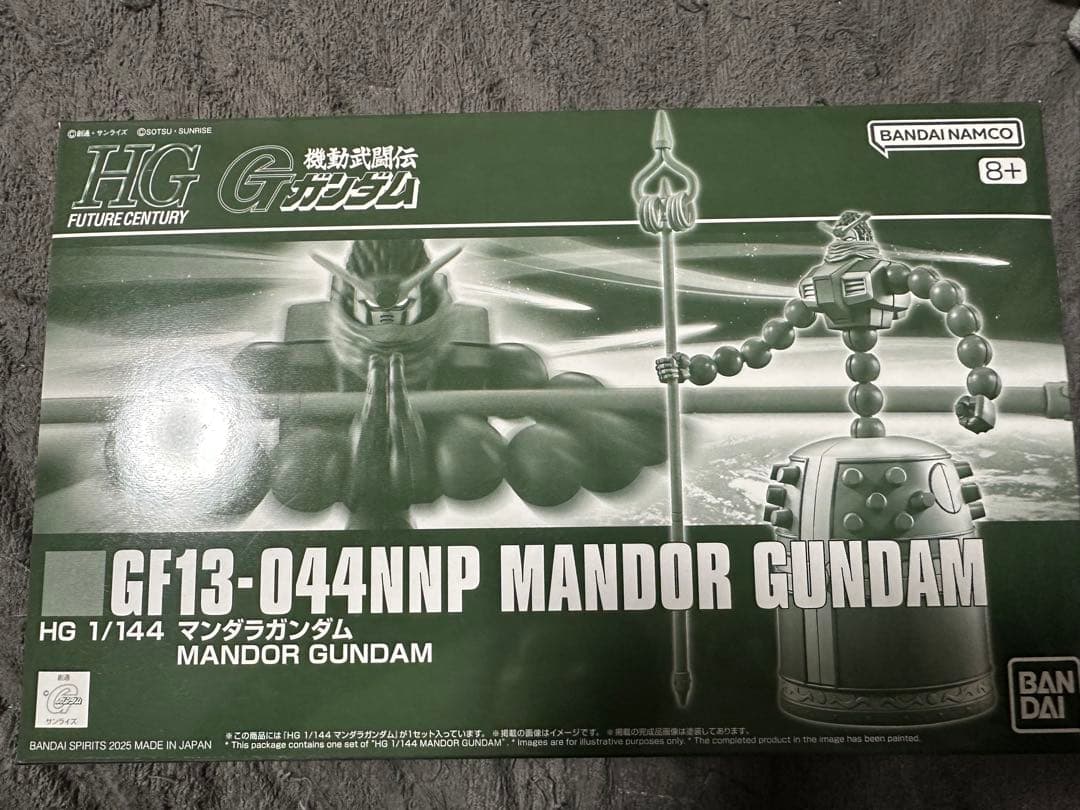 ©創通・サンライズ ©SOTSU・SUNRISE
HG
FUTURE CENTURY
機動武闘伝
Gガンダム
BANDAI NAMCO
8+
GF13-044NNP MANDOR GUNDAM
HG 1/144 マンダラガンダム
MANDOR GUNDAM
創通
©Gガンダム
サンライズ
BAN
DAI
※この商品には「HG 1/144 マンダラガンダム」が1セット入っています。 ※掲載の画像はイメージです。 ※掲載の完成品画像は塗装してあります。
BANDAI SPIRITS 2025 MADE IN JAPAN
* This package contains one set of "HG 1/144 MANDOR GUNDAM". * Images are for illustrative purposes only. * The completed product in the image has been painted.